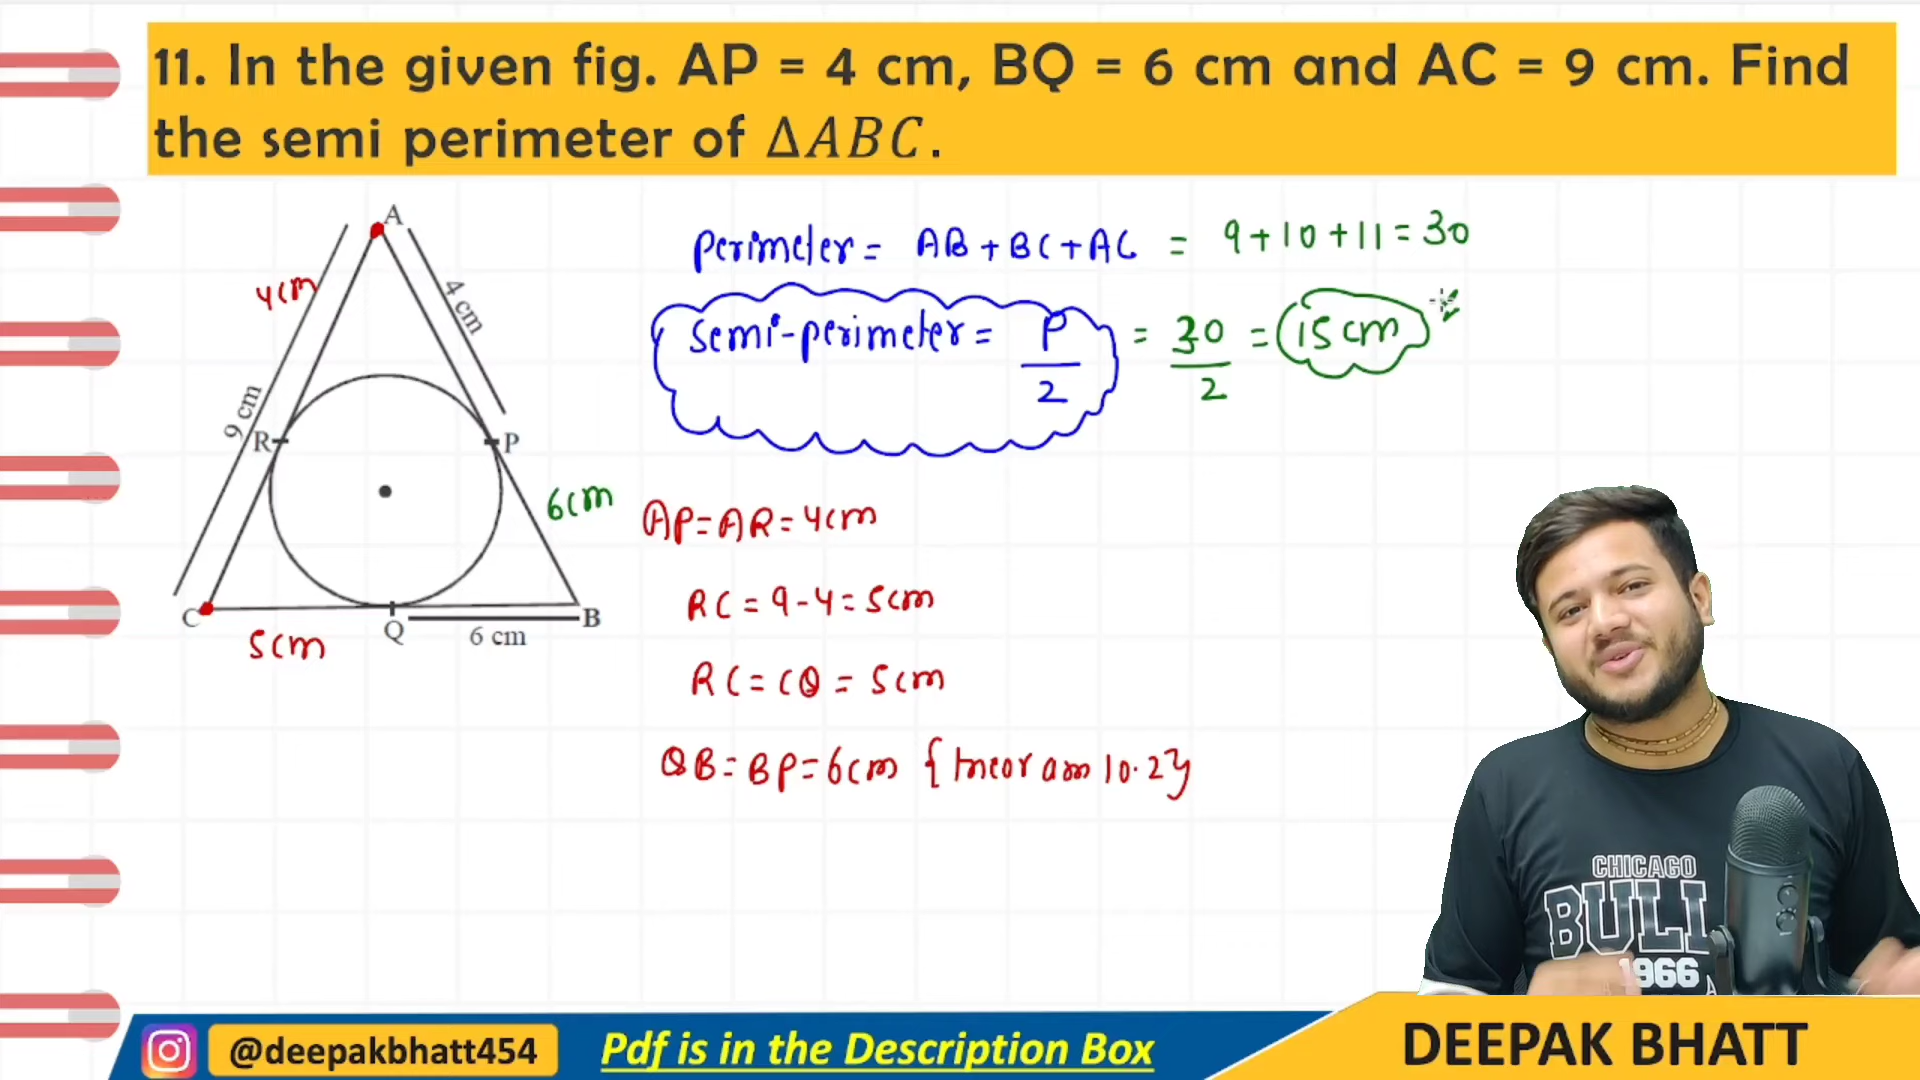 11. In the given fig. AP = 4 cm, BQ = 6 cm and AC = 9 cm. Find
the semi perimeter of ΔABC.
A
4cm
4 cm
9 cm
R
P
6cm
C
Q
B
5cm
6 cm
Perimeter = AB + BC + AC = 9 + 10 + 11 = 30
semi-perimeter = P/2 = 30/2 = 15 cm
AP = AR = 4cm
RC = 9 - 4 = 5cm
RC = CQ = 5cm
QB = BP = 6cm {theoram 10.2}
CHICAGO
BULL
1966
@deepakbhatt454
Pdf is in the Description Box
DEEPAK BHATT